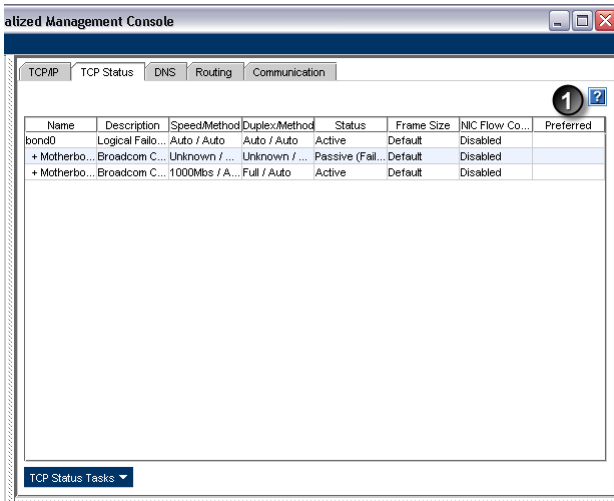 alized Management Console
TCP/IP TCP Status DNS Routing Communication
1 ?
Name Description Speed/Method Duplex/Method Status Frame Size NIC Flow Co... Preferred
bond0 Logical Failo... Auto / Auto Auto / Auto Active Default Disabled
+ Motherbo... Broadcom C... Unknown / ... Unknown / ... Passive (Fail... Default Disabled
+ Motherbo... Broadcom C... 1000Mbs / A... Full / Auto Active Default Disabled
TCP Status Tasks